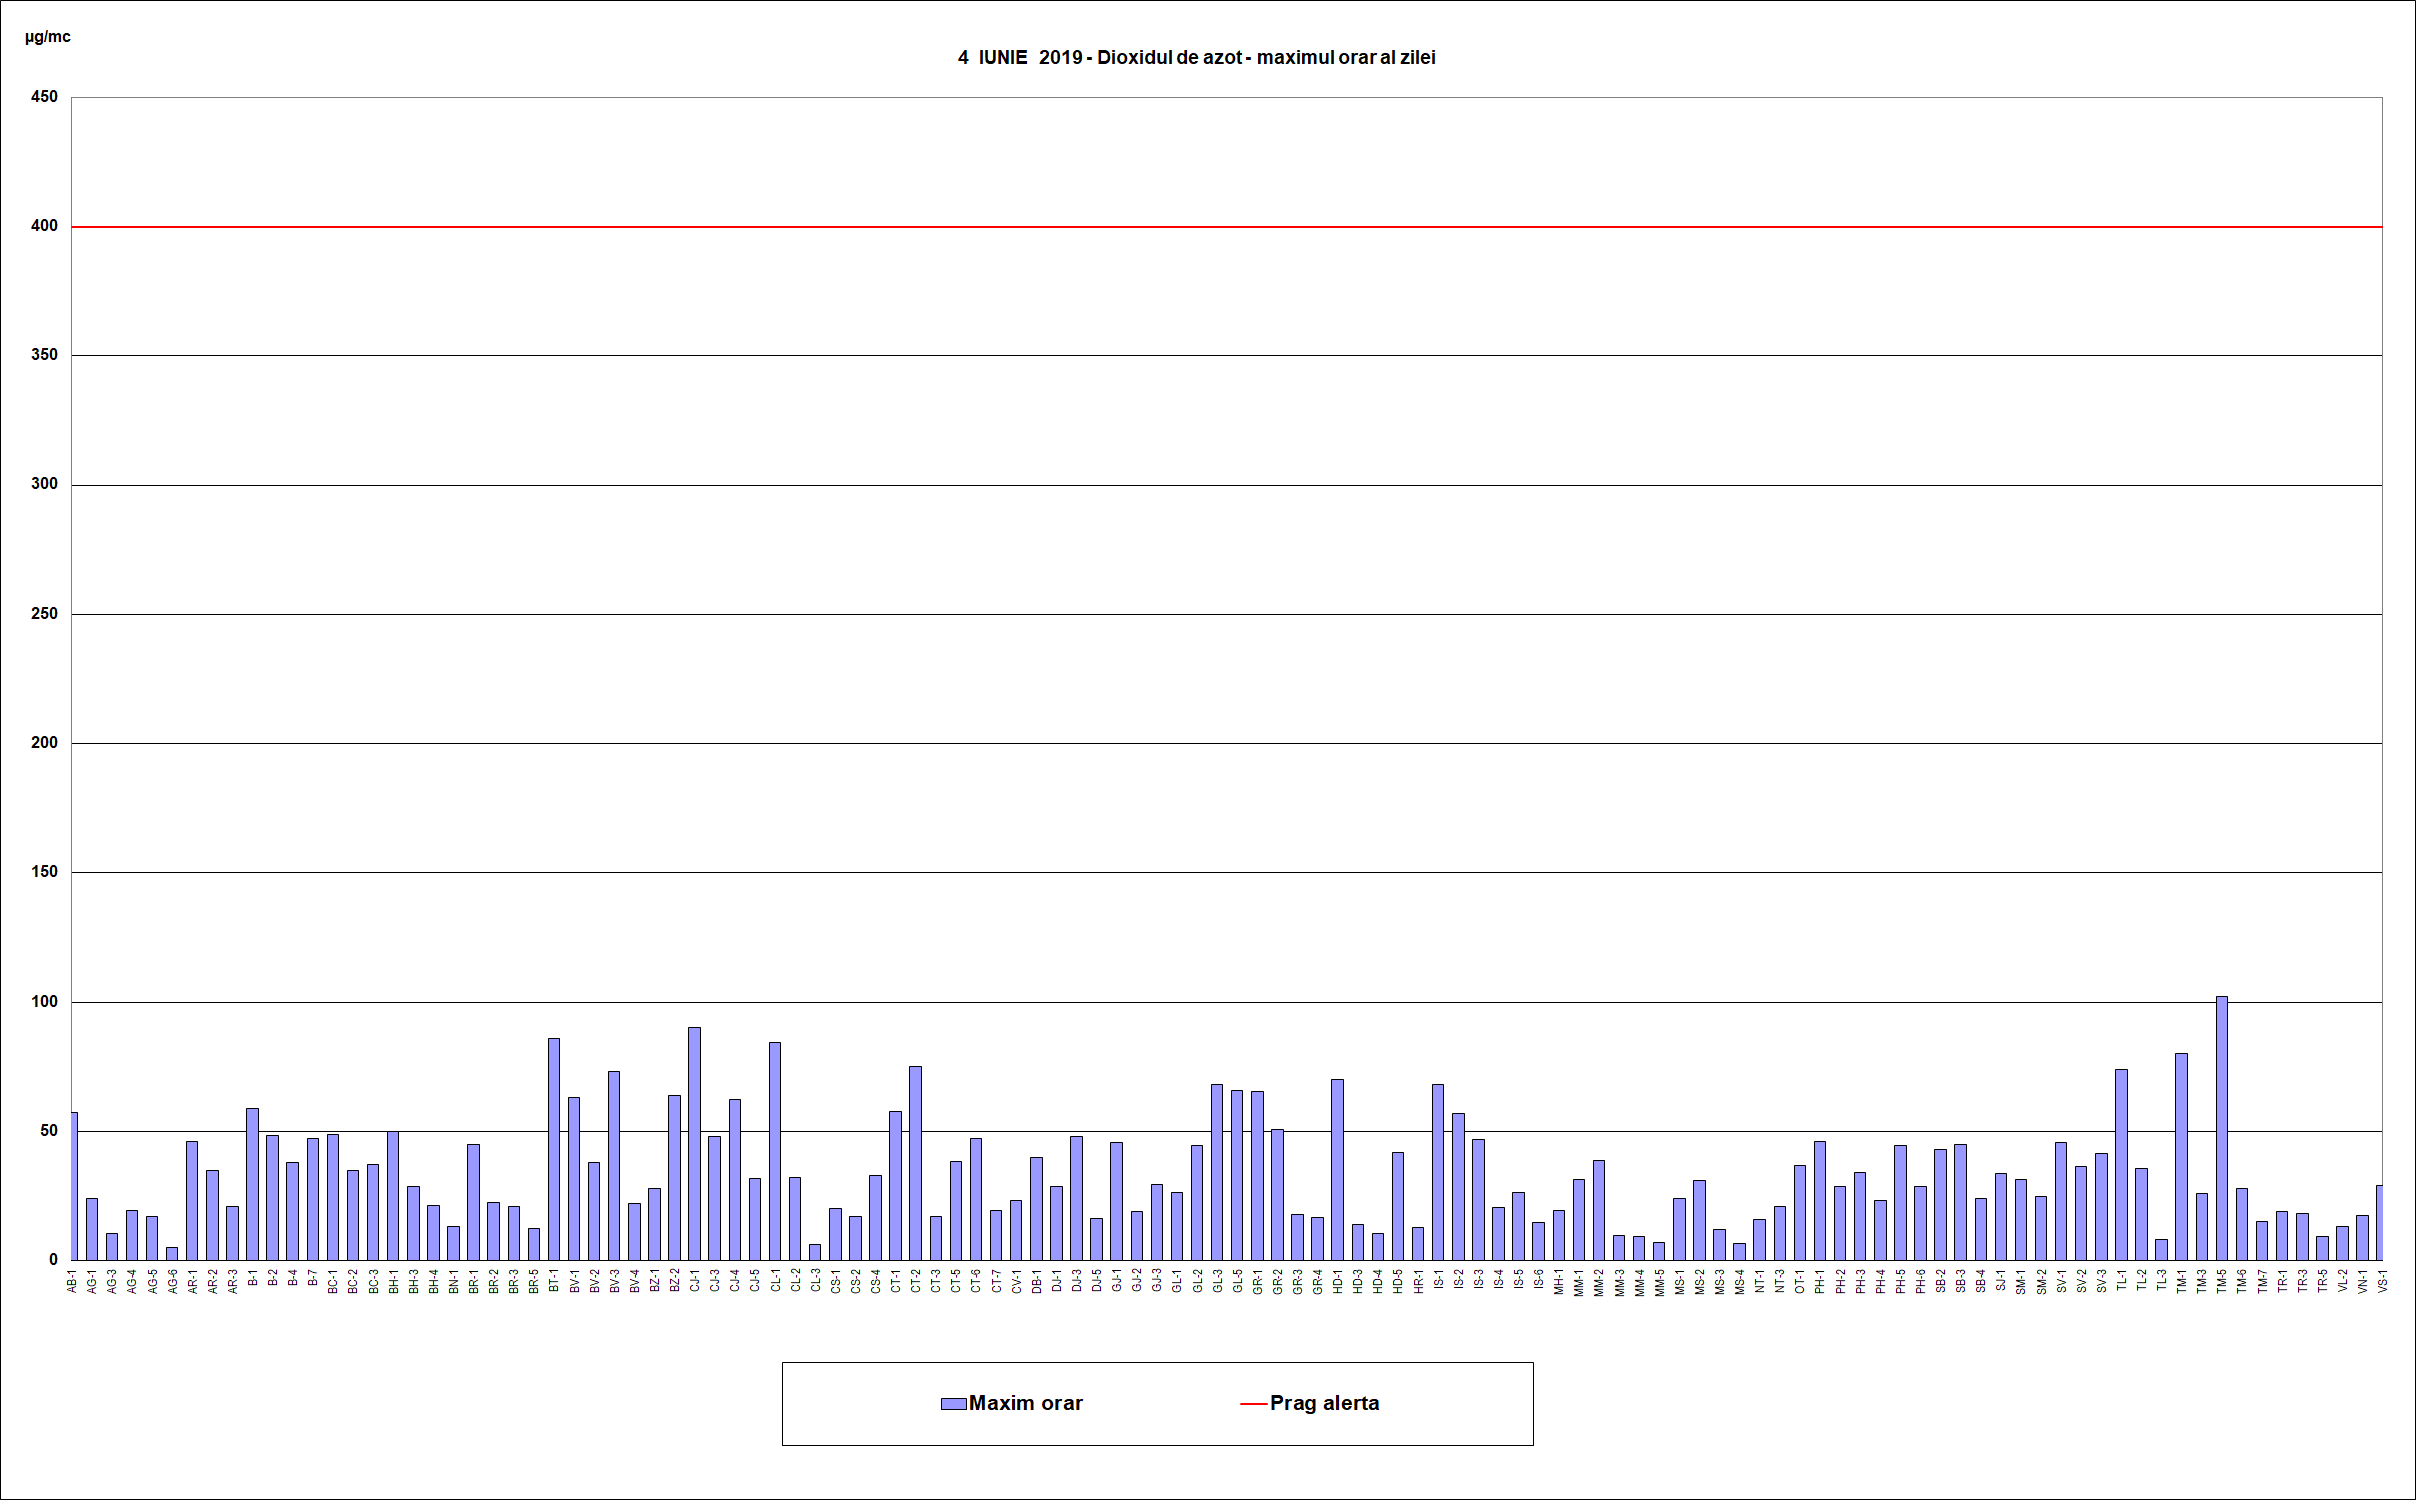 µg/mc
4 IUNIE 2019 - Dioxidul de azot - maximul orar al zilei
450
400
350
300
250
200
150
100
50
0
AB-1 AG-1 AG-3 AG-4 AG-5 AG-6 AR-1 AR-2 AR-3 B-1 B-2 B-4 B-7 BC-1 BC-2 BC-3 BH-1 BH-3 BH-4 BN-1 BR-1 BR-2 BR-3 BR-5 BT-1 BV-1 BV-2 BV-3 BV-4 BZ-1 BZ-2 CJ-1 CJ-3 CJ-4 CJ-5 CL-1 CL-2 CL-3 CS-1 CS-2 CS-4 CT-1 CT-2 CT-3 CT-5 CT-6 CT-7 CV-1 DB-1 DJ-1 DJ-3 DJ-5 GJ-1 GJ-2 GJ-3 GL-1 GL-2 GL-3 GL-5 GR-1 GR-2 GR-3 GR-4 HD-1 HD-3 HD-4 HD-5 HR-1 IS-1 IS-2 IS-3 IS-4 IS-5 IS-6 MH-1 MM-1 MM-2 MM-3 MM-4 MM-5 MS-1 MS-2 MS-3 MS-4 NT-1 NT-3 OT-1 PH-1 PH-2 PH-3 PH-4 PH-5 PH-6 SB-2 SB-3 SB-4 SJ-1 SM-1 SM-2 SV-1 SV-2 SV-3 TL-1 TL-2 TL-3 TM-1 TM-3 TM-5 TM-6 TM-7 TR-1 TR-3 TR-5 VL-2 VN-1 VS-1
Maxim orar
Prag alerta